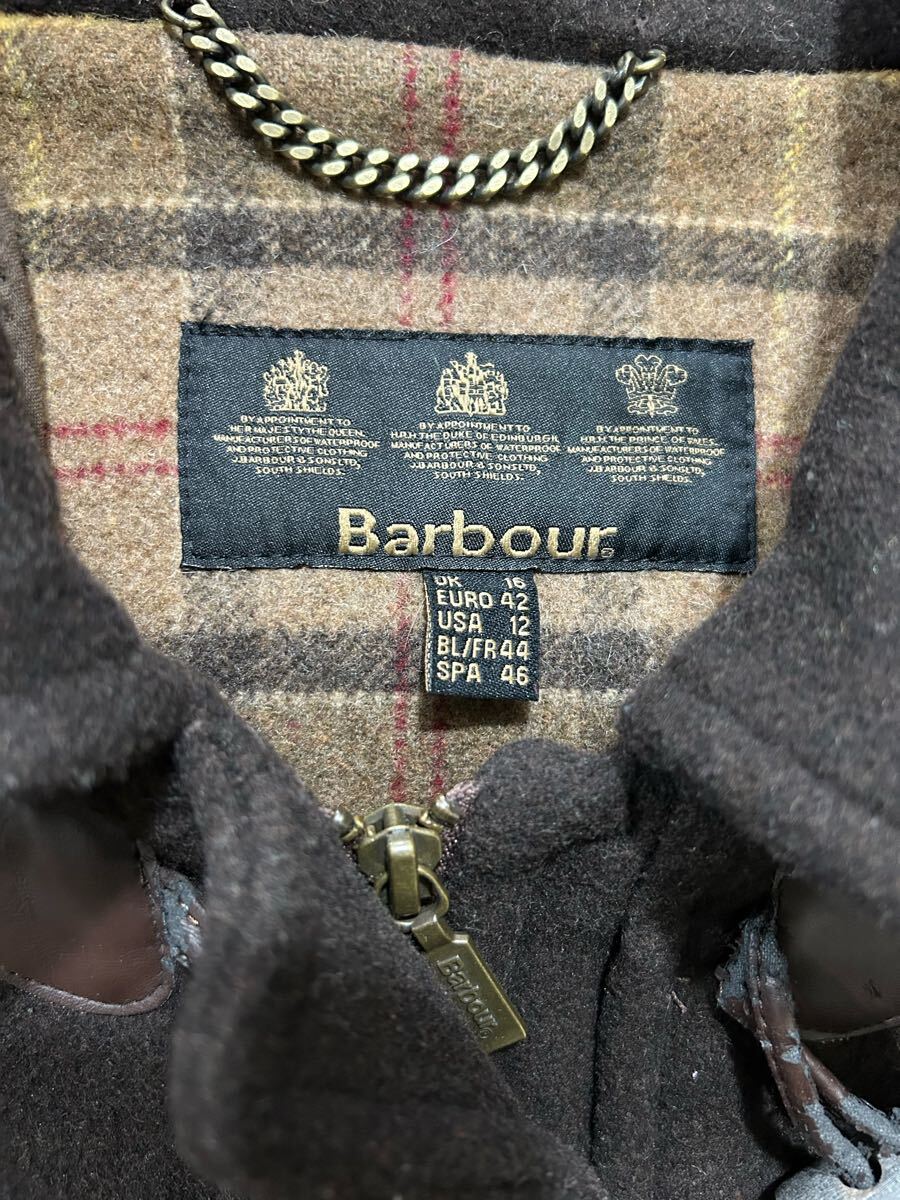 BY APPOINTMENT TO
HER MAJESTY THE QUEEN.
MANUFACTURERS OF WATERPROOF
AND PROTECTIVE CLOTHING
J.BARBOUR & SONS LTD,
SOUTH SHIELDS.
BY APPOINTMENT TO
H.R.H. THE DUKE OF EDINBURGH,
MANUFACTURERS OF WATERPROOF
AND PROTECTIVE CLOTHING
J.BARBOUR & SONS LTD,
SOUTH SHIELDS.
BY APPOINTMENT TO
H.R.H. THE PRINCE OF WALES.
MANUFACTURERS OF WATERPROOF
AND PROTECTIVE CLOTHING
J.BARBOUR & SONS LTD,
SOUTH SHIELDS.
Barbour®
UK 16
EURO 42
USA 12
BL/FR 44
SPA 46
Barbour